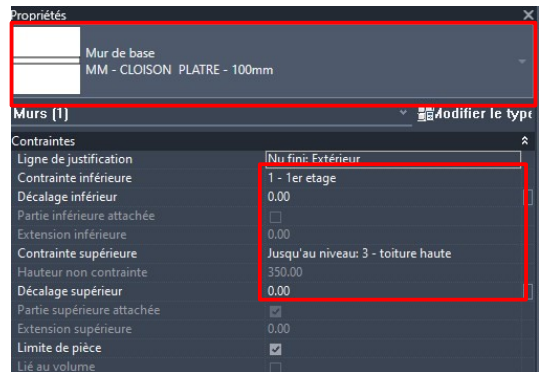 Propriétés
Mur de base
MM - CLOISON PLATRE - 100mm
Murs (1) Modifier le type
Contraintes
Ligne de justification Nu fini: Extérieur
Contrainte inférieure 1 - 1er etage
Décalage inférieur 0.00
Partie inférieure attachée
Extension inférieure 0.00
Contrainte supérieure Jusqu'au niveau: 3 - toiture haute
Hauteur non contrainte 350.00
Décalage supérieur 0.00
Partie supérieure attachée
Extension supérieure 0.00
Limite de pièce
Lié au volume